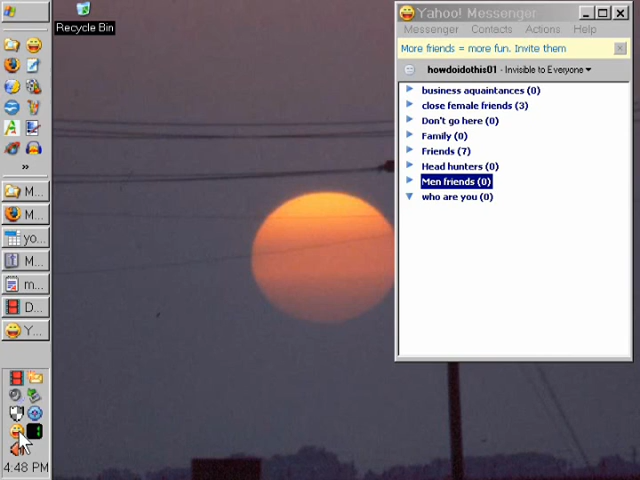 Recycle Bin
Yahoo! Messenger
Messenger Contacts Actions Help
More friends = more fun. Invite them
howdoidothis01 - Invisible to Everyone
business aquaintances (0)
close female friends (3)
Don't go here (0)
Family (0)
Friends (7)
Head hunters (0)
Men friends (0)
who are you (0)
»
M...
M...
yo...
M...
m...
D...
Y...
4:48 PM